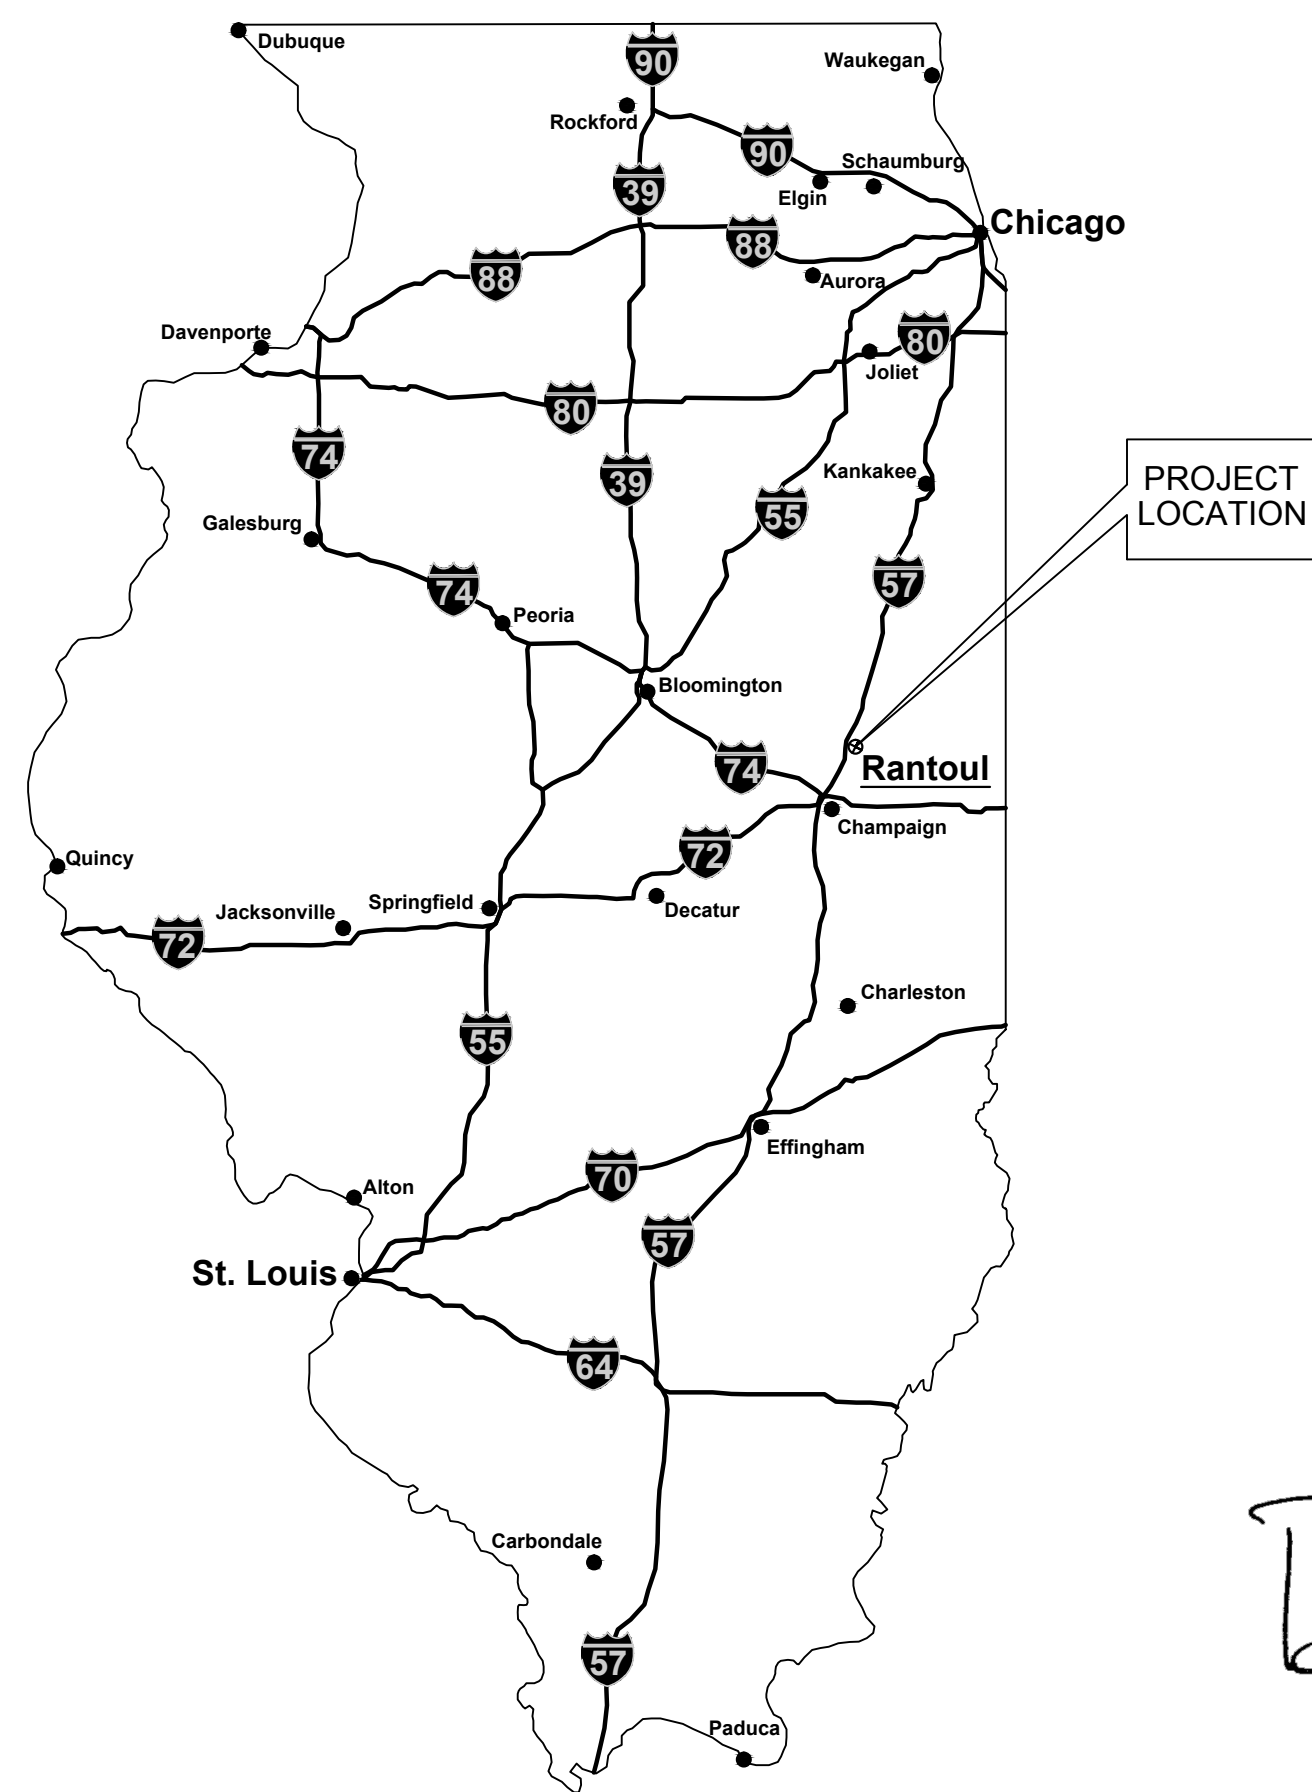 Dubuque
90
Waukegan
Rockford
90
Schaumburg
39
Elgin
Chicago
88
88
Aurora
Davenporte
80
Joliet
80
74
39
Kankakee
PROJECT
LOCATION
55
Galesburg
57
74
Peoria
Bloomington
74
Rantoul
Champaign
72
Quincy
Springfield
Decatur
Jacksonville
72
Charleston
55
Effingham
70
Alton
57
St. Louis
64
Carbondale
57
Paduca